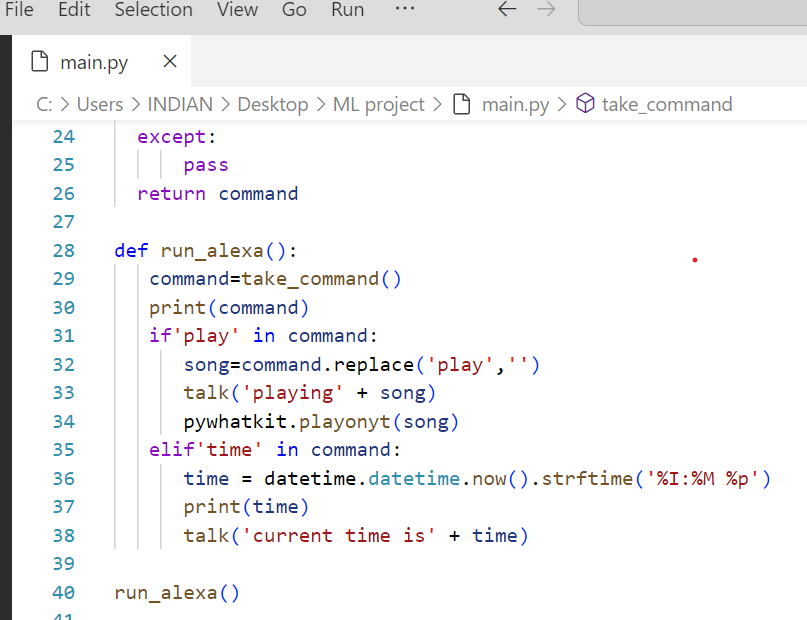 File Edit Selection View Go Run ··· ← →
main.py ×
C: > Users > INDIAN > Desktop > ML project > main.py > take_command
24 except:
25 pass
26 return command
27
28 def run_alexa():
29 command=take_command()
30 print(command)
31 if'play' in command:
32 song=command.replace('play','')
33 talk('playing' + song)
34 pywhatkit.playonyt(song)
35 elif'time' in command:
36 time = datetime.datetime.now().strftime('%I:%M %p')
37 print(time)
38 talk('current time is' + time)
39
40 run_alexa()
41